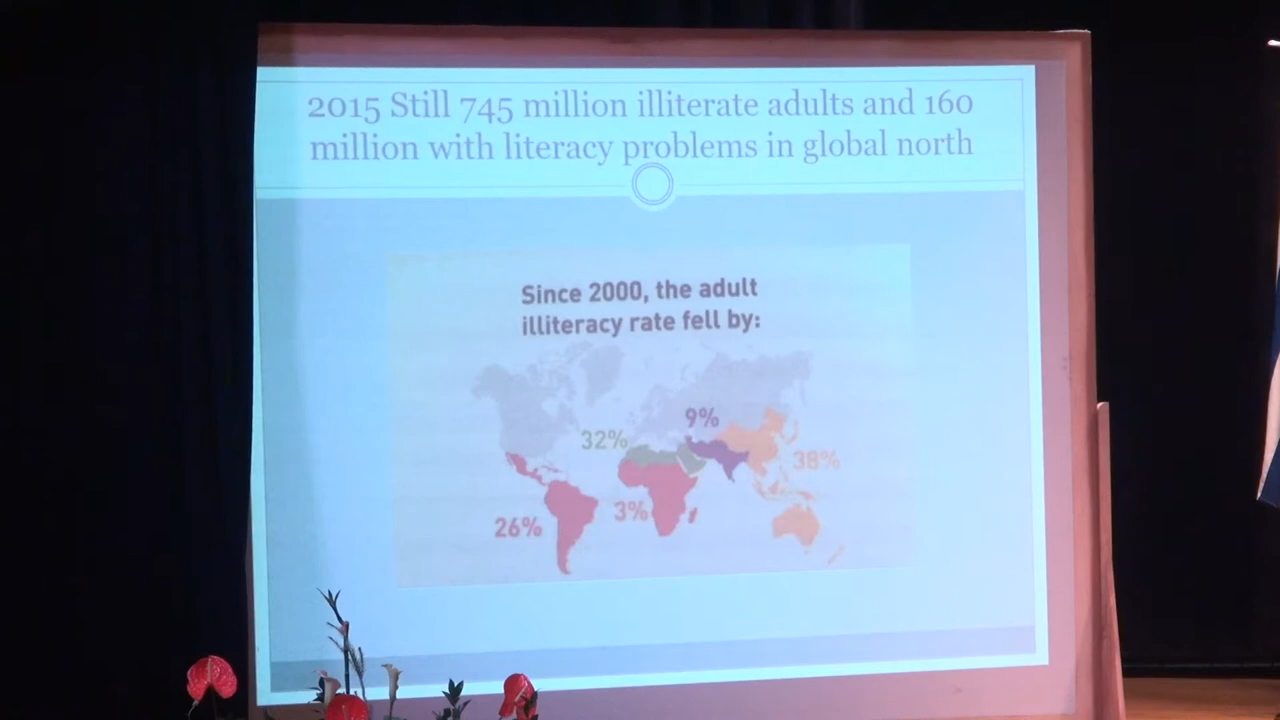 2015 Still 745 million illiterate adults and 160
million with literacy problems in global north
Since 2000, the adult
illiteracy rate fell by:
9%
32%
38%
3%
26%